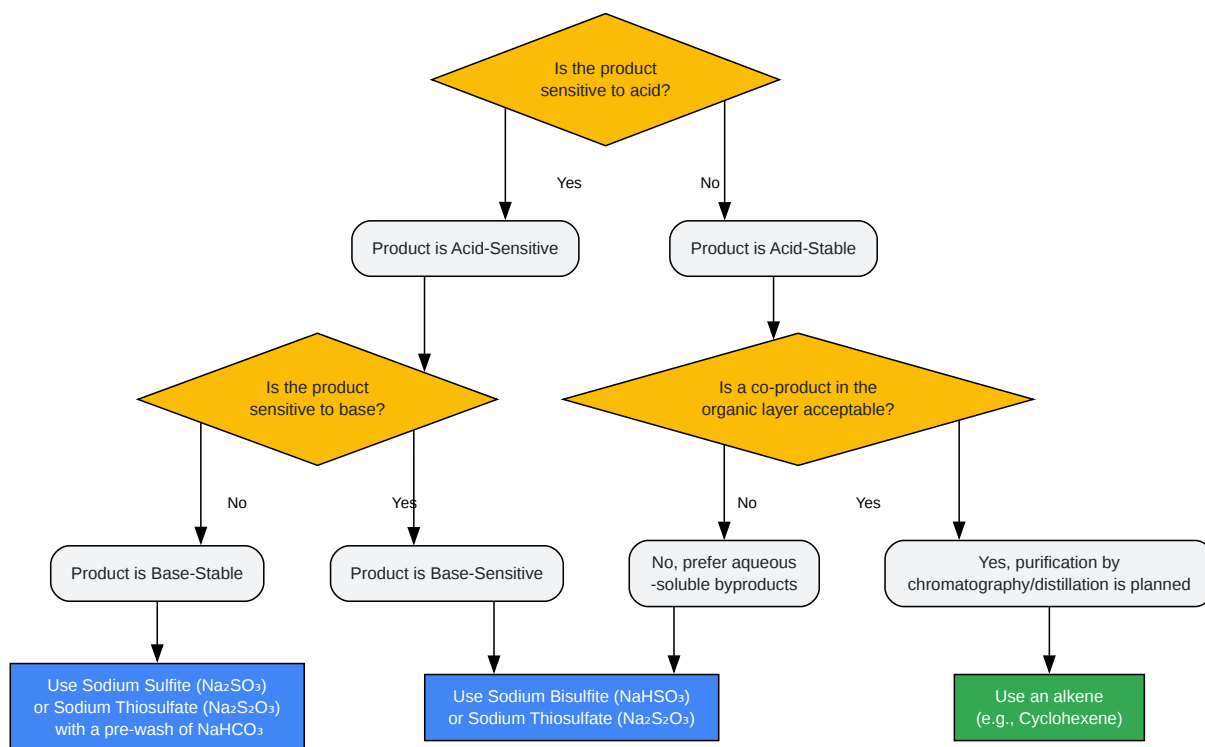 Is the product
sensitive to acid?
Yes
No
Product is Acid-Sensitive
Product is Acid-Stable
Is the product
sensitive to base?
Is a co-product in the
organic layer acceptable?
No
Yes
No
Yes
Product is Base-Stable
Product is Base-Sensitive
No, prefer aqueous
-soluble byproducts
Yes, purification by
chromatography/distillation is planned
Use Sodium Sulfite (Na₂SO₃)
or Sodium Thiosulfate (Na₂S₂O₃)
with a pre-wash of NaHCO₃
Use Sodium Bisulfite (NaHSO₃)
or Sodium Thiosulfate (Na₂S₂O₃)
Use an alkene
(e.g., Cyclohexene)